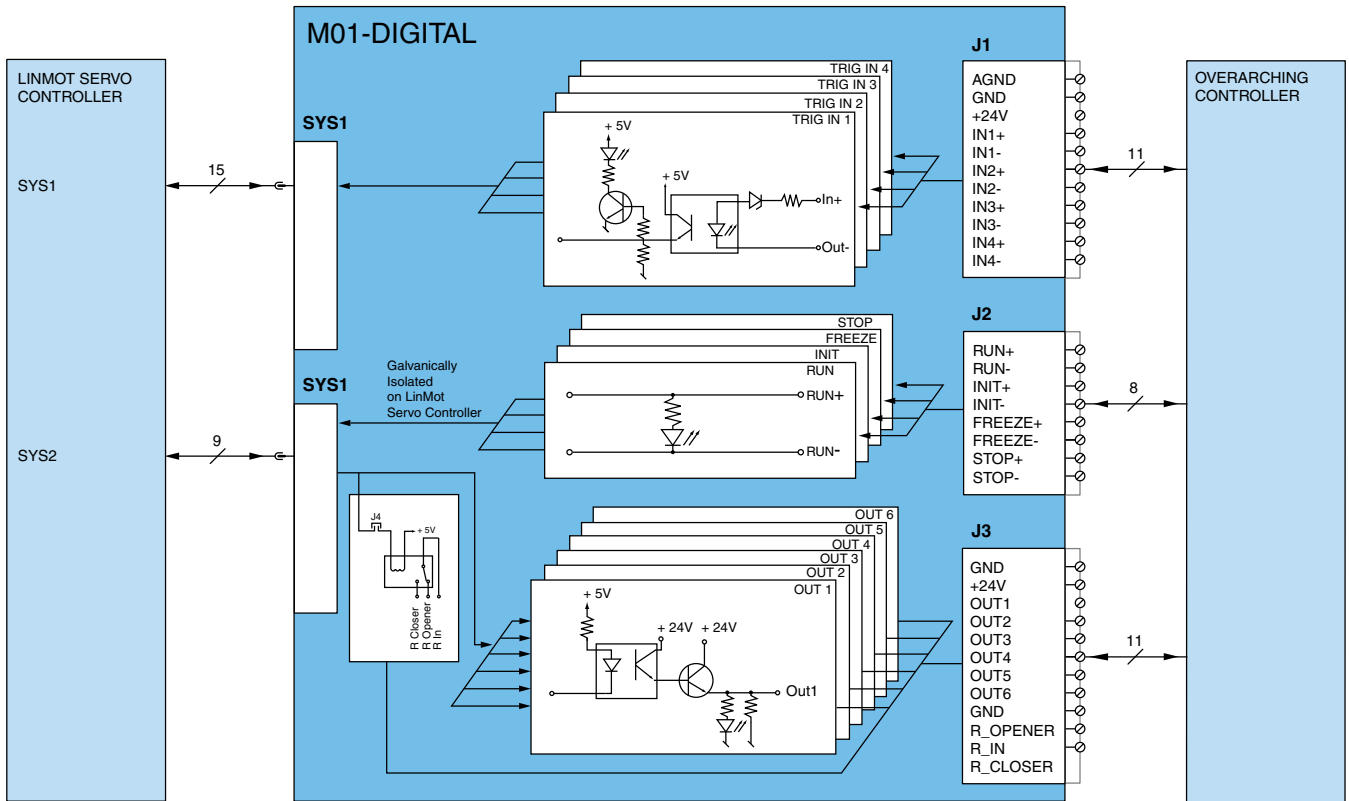 M01-DIGITAL
LINMOT SERVO
CONTROLLER
SYS1
15
SYS2
9
SYS1
SYS1
Galvanically
Isolated
on LinMot
Servo Controller
J4
+ 5V
R Closer
R Opener
R In
TRIG IN 4
TRIG IN 3
TRIG IN 2
TRIG IN 1
+ 5V
+ 5V
In+
Out-
STOP
FREEZE
INIT
RUN
RUN+
RUN-
OUT 6
OUT 5
OUT 4
OUT 3
OUT 2
OUT 1
+ 5V
+ 24V
+ 24V
Out1
J1
AGND
GND
+24V
IN1+
IN1-
IN2+
IN2-
IN3+
IN3-
IN4+
IN4-
11
J2
RUN+
RUN-
INIT+
INIT-
FREEZE+
FREEZE-
STOP+
STOP-
8
J3
GND
+24V
OUT1
OUT2
OUT3
OUT4
OUT5
OUT6
GND
R_OPENER
R_IN
R_CLOSER
11
OVERARCHING
CONTROLLER